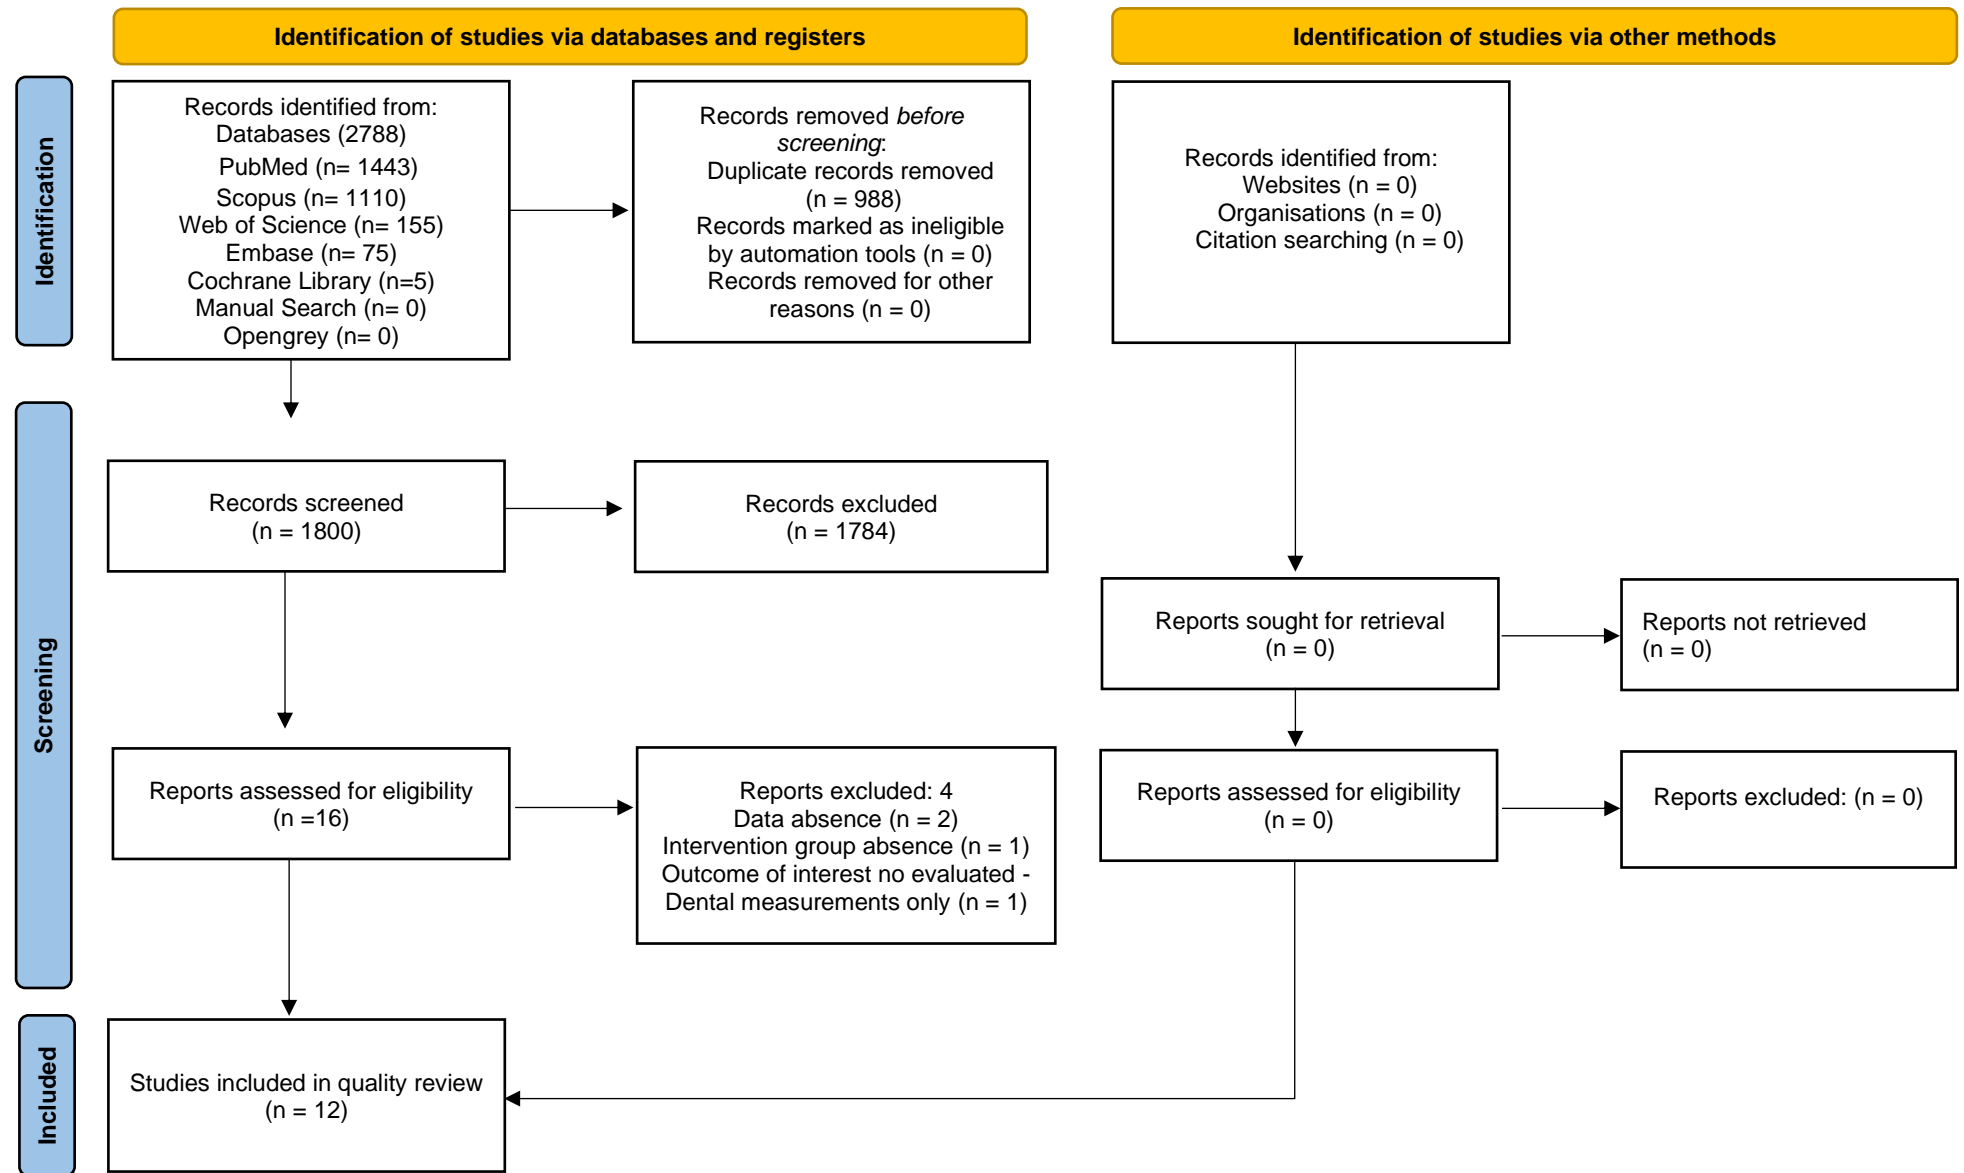 Identification of studies via databases and registers
Identification of studies via other methods
Identification
Records identified from:
Databases (2788)
PubMed (n= 1443)
Scopus (n= 1110)
Web of Science (n= 155)
Embase (n= 75)
Cochrane Library (n=5)
Manual Search (n= 0)
Opengrey (n= 0)
Records removed before
screening:
Duplicate records removed
(n = 988)
Records marked as ineligible
by automation tools (n = 0)
Records removed for other
reasons (n = 0)
Records identified from:
Websites (n = 0)
Organisations (n = 0)
Citation searching (n = 0)
Screening
Records screened
(n = 1800)
Records excluded
(n = 1784)
Reports sought for retrieval
(n = 0)
Reports not retrieved
(n = 0)
Reports assessed for eligibility
(n =16)
Reports excluded: 4
Data absence (n = 2)
Intervention group absence (n = 1)
Outcome of interest no evaluated -
Dental measurements only (n = 1)
Reports assessed for eligibility
(n = 0)
Reports excluded: (n = 0)
Included
Studies included in quality review
(n = 12)